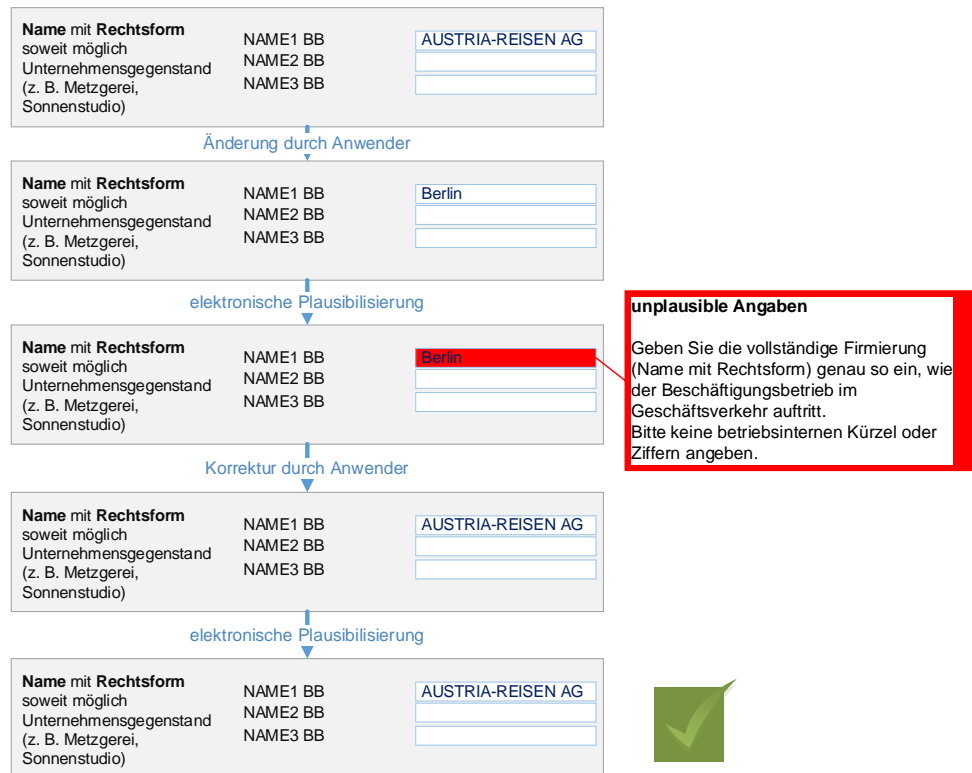 Name mit Rechtsform
soweit möglich
Unternehmensgegenstand
(z. B. Metzgerei,
Sonnenstudio)
NAME1 BB AUSTRIA-REISEN AG
NAME2 BB
NAME3 BB
Änderung durch Anwender
Name mit Rechtsform
soweit möglich
Unternehmensgegenstand
(z. B. Metzgerei,
Sonnenstudio)
NAME1 BB Berlin
NAME2 BB
NAME3 BB
elektronische Plausibilisierung
Name mit Rechtsform
soweit möglich
Unternehmensgegenstand
(z. B. Metzgerei,
Sonnenstudio)
NAME1 BB Berlin
NAME2 BB
NAME3 BB
unplausible Angaben
Geben Sie die vollständige Firmierung
(Name mit Rechtsform) genau so ein, wie
der Beschäftigungsbetrieb im
Geschäftsverkehr auftritt.
Bitte keine betriebsinternen Kürzel oder
Ziffern angeben.
Korrektur durch Anwender
Name mit Rechtsform
soweit möglich
Unternehmensgegenstand
(z. B. Metzgerei,
Sonnenstudio)
NAME1 BB AUSTRIA-REISEN AG
NAME2 BB
NAME3 BB
elektronische Plausibilisierung
Name mit Rechtsform
soweit möglich
Unternehmensgegenstand
(z. B. Metzgerei,
Sonnenstudio)
NAME1 BB AUSTRIA-REISEN AG
NAME2 BB
NAME3 BB